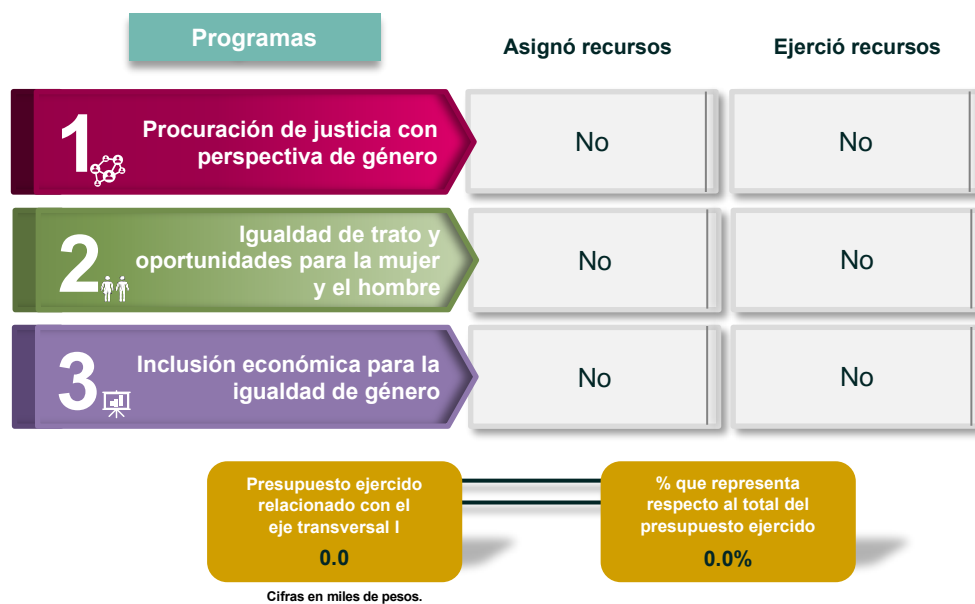 Programas
Asignó recursos
Ejerció recursos
1
Procuración de justicia con
perspectiva de género
No
No
2
Igualdad de trato y
oportunidades para la mujer
y el hombre
No
No
3
Inclusión económica para la
igualdad de género
No
No
Presupuesto ejercido
relacionado con el
eje transversal I
0.0
% que representa
respecto al total del
presupuesto ejercido
0.0%
Cifras en miles de pesos.